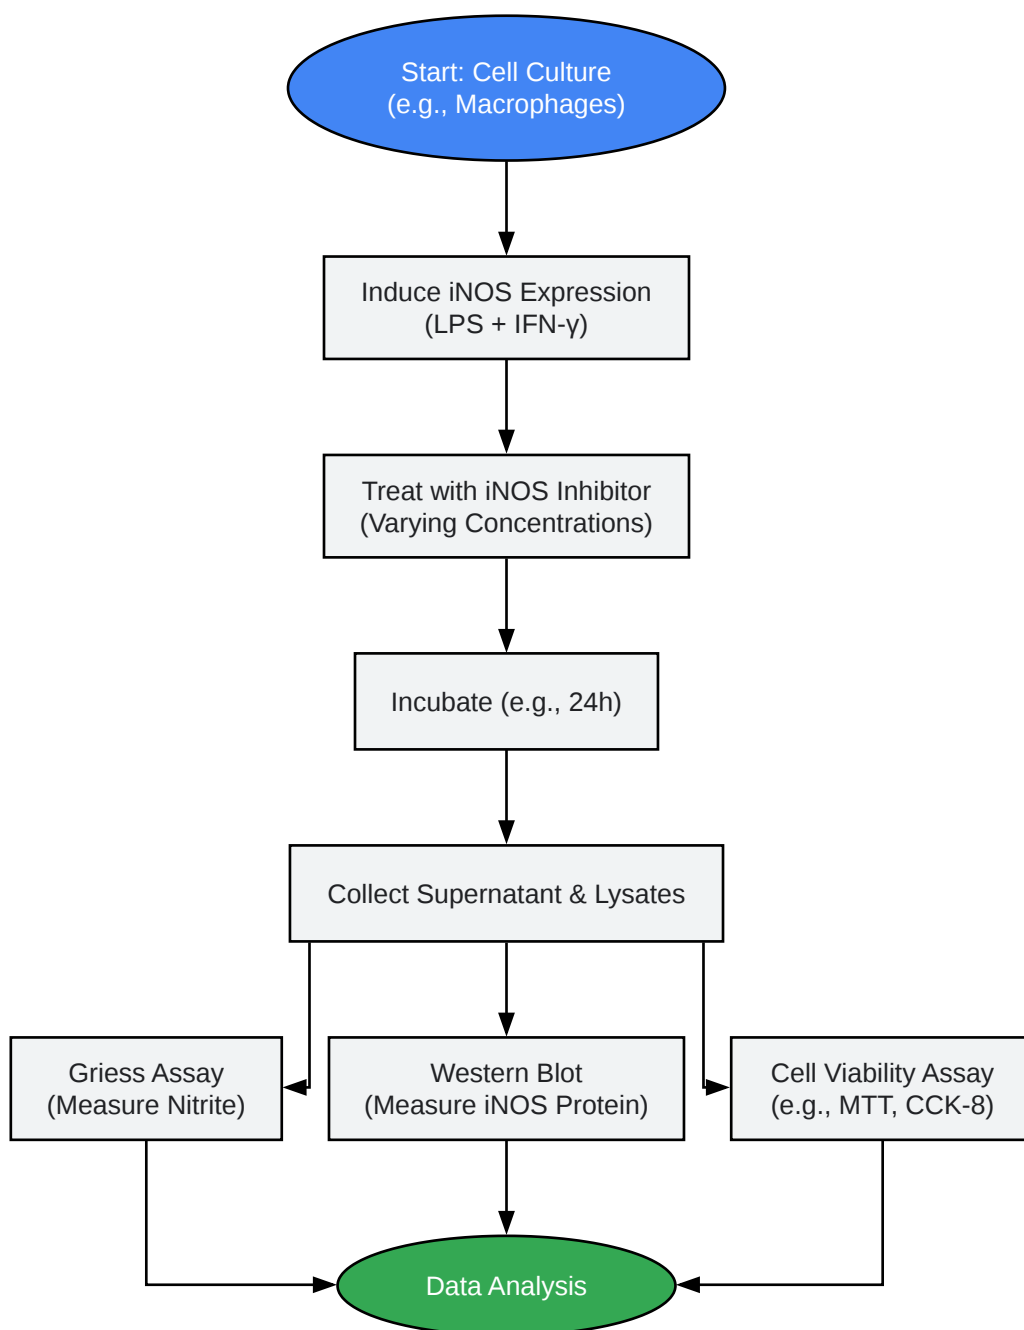 Start: Cell Culture
(e.g., Macrophages)
Induce iNOS Expression
(LPS + IFN-γ)
Treat with iNOS Inhibitor
(Varying Concentrations)
Incubate (e.g., 24h)
Collect Supernatant & Lysates
Griess Assay
(Measure Nitrite)
Western Blot
(Measure iNOS Protein)
Cell Viability Assay
(e.g., MTT, CCK-8)
Data Analysis